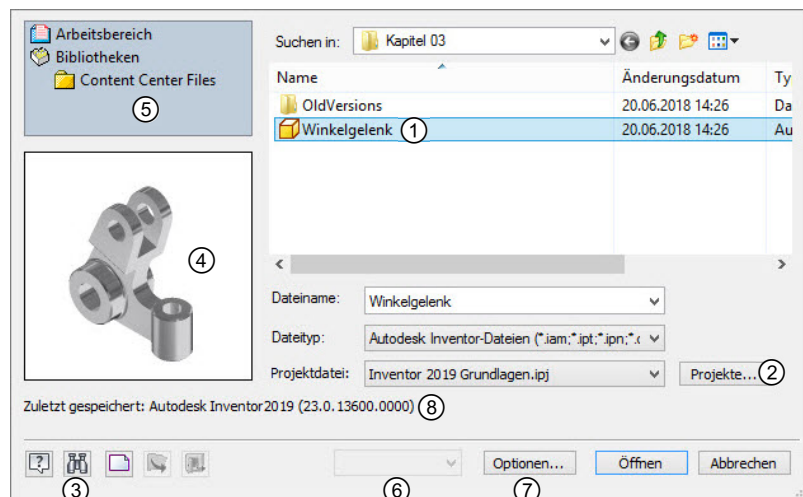 Arbeitsbereich
Bibliotheken
Content Center Files
⑤
Suchen in: Kapitel 03
Name Änderungsdatum Ty
OldVersions 20.06.2018 14:26 Da
Winkelgelenk ① 20.06.2018 14:26 Au
④
Dateiname: Winkelgelenk
Dateityp: Autodesk Inventor-Dateien (*.iam;*.ipt;*.ipn;*.c
Projektdatei: Inventor 2019 Grundlagen.ipj Projekte... ②
Zuletzt gespeichert: Autodesk Inventor2019 (23.0.13600.0000) ⑧
Optionen... Öffnen Abbrechen
③ ⑥ ⑦